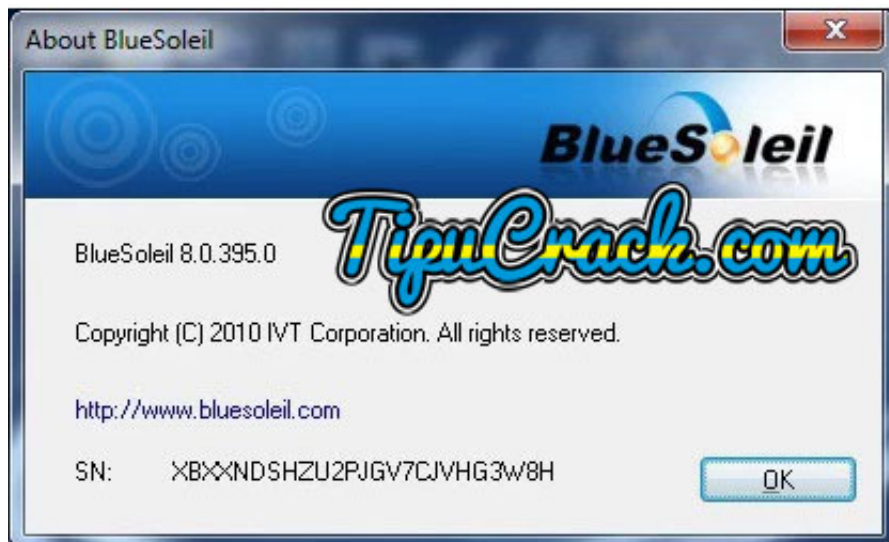 About BlueSoleil
BlueSoleil
TipuCrack.com
BlueSoleil 8.0.395.0
Copyright (C) 2010 IVT Corporation. All rights reserved.
http://www.bluesoleil.com
SN: XBXXNDSHZU2PJGV7CJVHG3W8H
OK